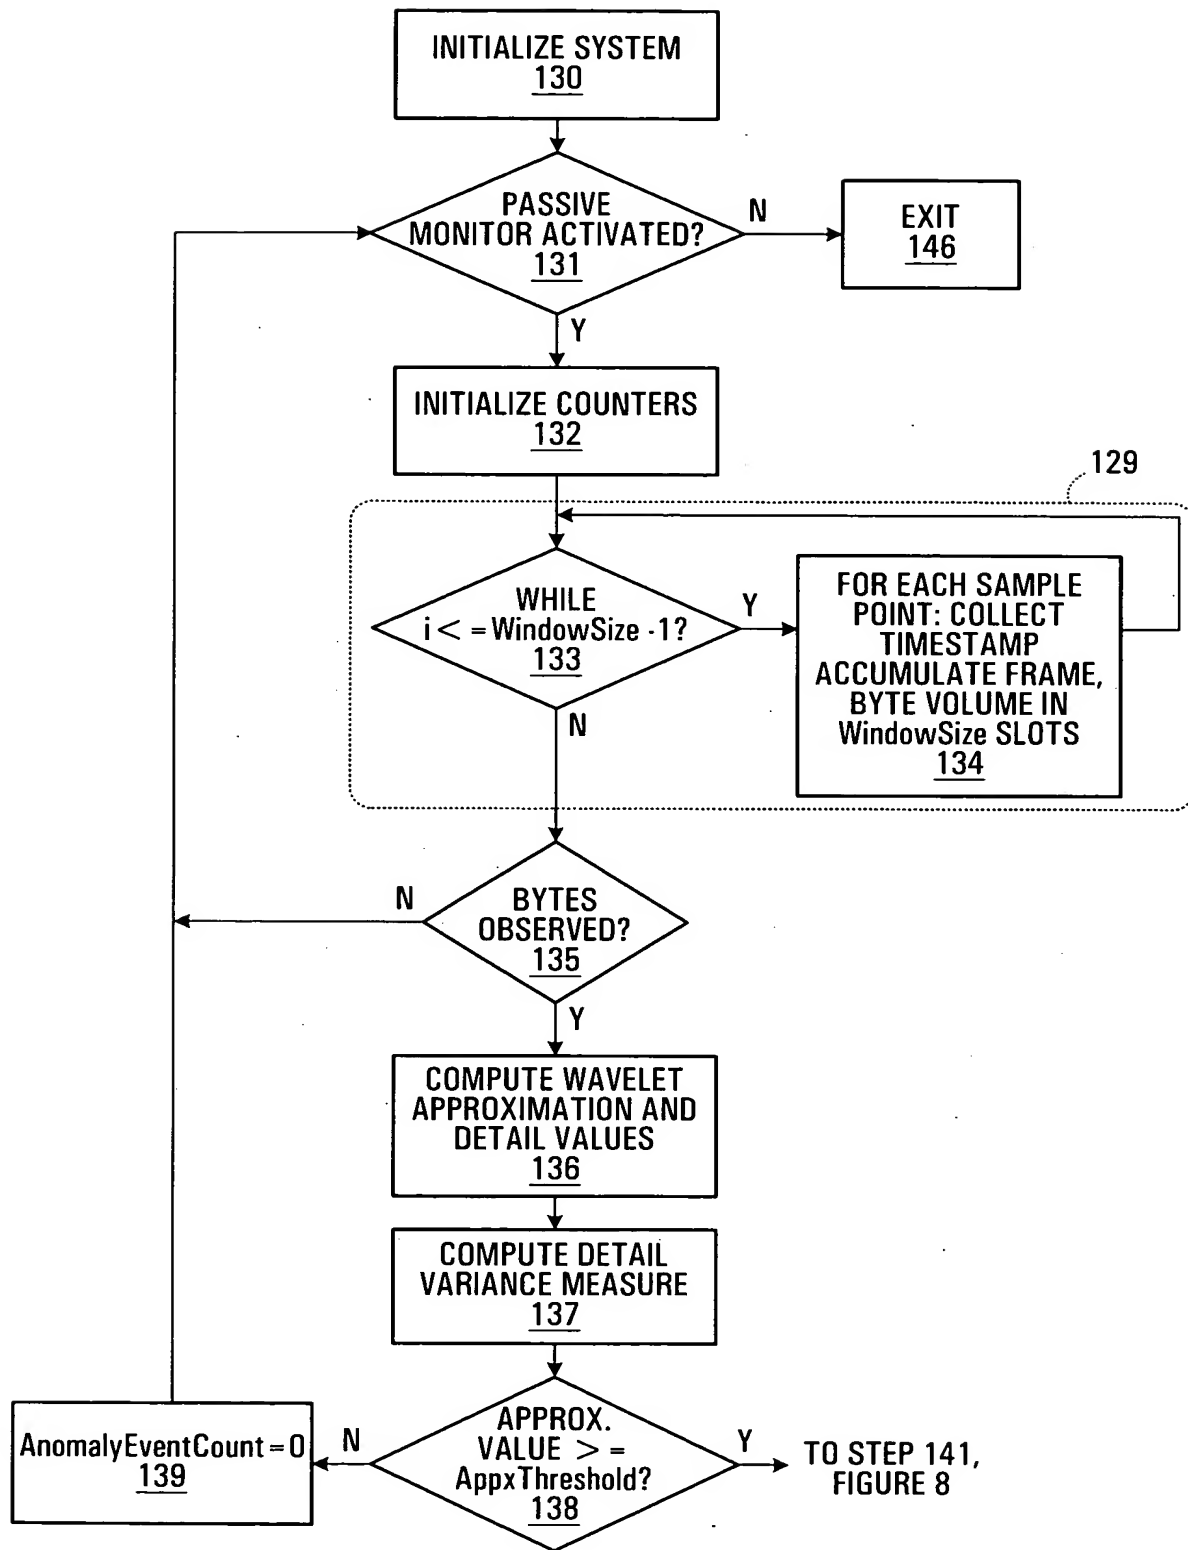 INITIALIZE SYSTEM
130
PASSIVE
MONITOR ACTIVATED?
131
N
EXIT
146
Y
INITIALIZE COUNTERS
132
129
WHILE
i < = WindowSize -1?
133
Y
FOR EACH SAMPLE
POINT: COLLECT
TIMESTAMP
ACCUMULATE FRAME,
BYTE VOLUME IN
WindowSize SLOTS
134
N
BYTES
OBSERVED?
135
N
Y
COMPUTE WAVELET
APPROXIMATION AND
DETAIL VALUES
136
COMPUTE DETAIL
VARIANCE MEASURE
137
APPROX.
VALUE > =
AppxThreshold?
138
N
AnomalyEventCount = 0
139
Y
TO STEP 141,
FIGURE 8